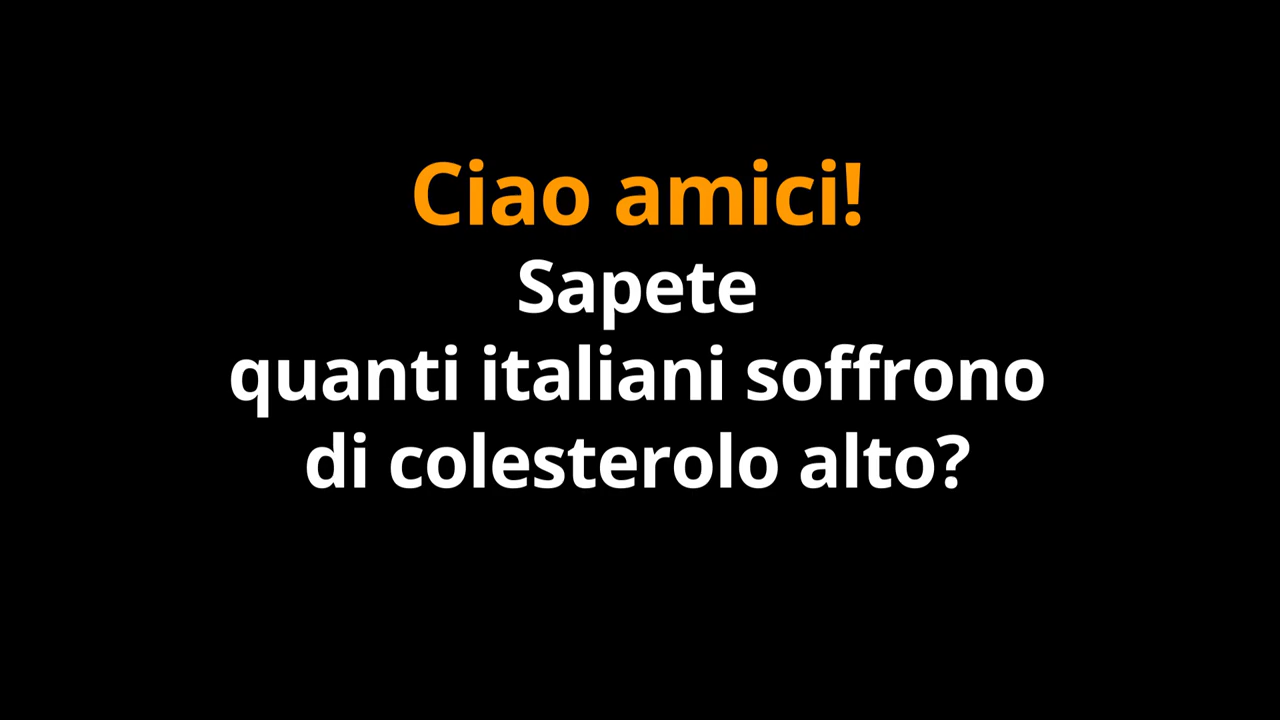 Ciao amici!
Sapete
quanti italiani soffrono
di colesterolo alto?